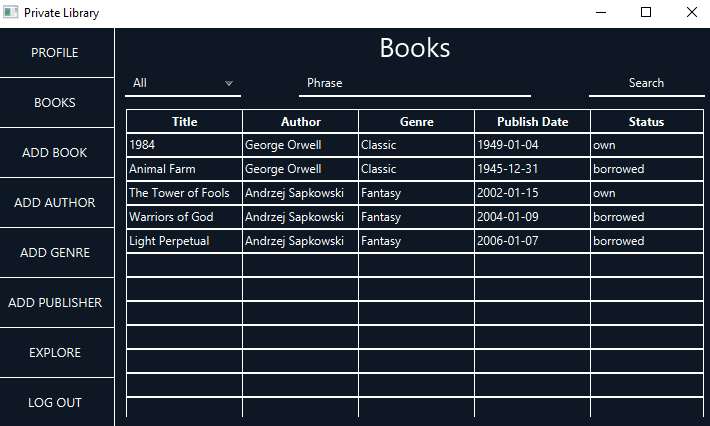 Private Library
PROFILE
BOOKS
ADD BOOK
ADD AUTHOR
ADD GENRE
ADD PUBLISHER
EXPLORE
LOG OUT
Books
All Phrase Search
Title Author Genre Publish Date Status
1984 George Orwell Classic 1949-01-04 own
Animal Farm George Orwell Classic 1945-12-31 borrowed
The Tower of Fools Andrzej Sapkowski Fantasy 2002-01-15 own
Warriors of God Andrzej Sapkowski Fantasy 2004-01-09 borrowed
Light Perpetual Andrzej Sapkowski Fantasy 2006-01-07 borrowed